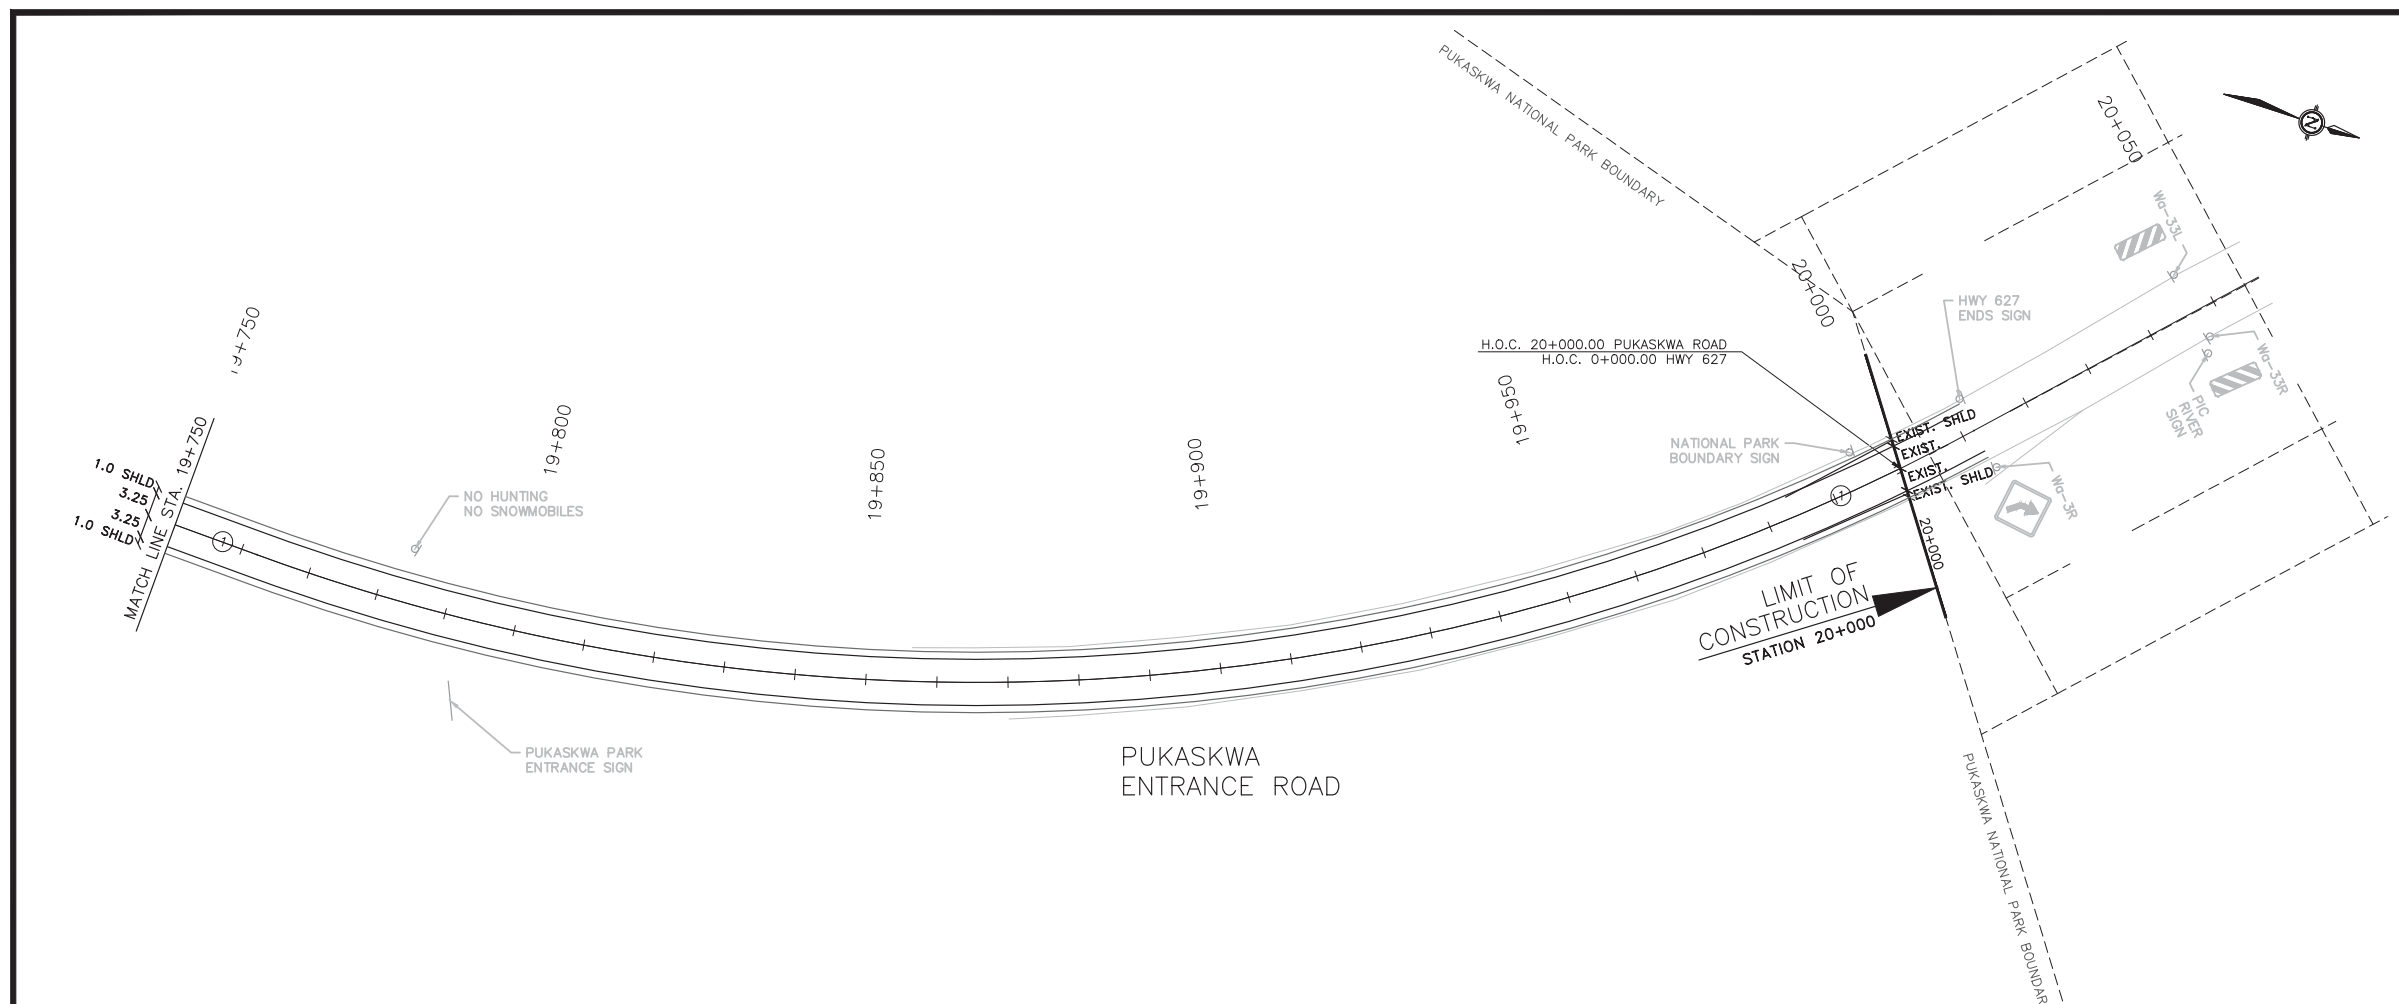 PUKASKWA NATIONAL PARK BOUNDARY
20+050
N
Wa-33L
20+000
HWY 627
ENDS SIGN
H.O.C. 20+000.00 PUKASKWA ROAD
H.O.C. 0+000.00 HWY 627
Wa-33R
PIC
RIVER
SIGN
19+750
19+800
19+850
19+900
19+950
MATCH LINE STA. 19+750
1.0 SHLD
3.25
3.25
1.0 SHLD
1
NO HUNTING
NO SNOWMOBILES
NATIONAL PARK
BOUNDARY SIGN
EXIST. SHLD
EXIST.
EXIST.
EXIST. SHLD
1
Wa-3R
20+000
LIMIT OF
CONSTRUCTION
STATION 20+000
PUKASKWA PARK
ENTRANCE SIGN
PUKASKWA
ENTRANCE ROAD
PUKASKWA NATIONAL PARK BOUNDAR